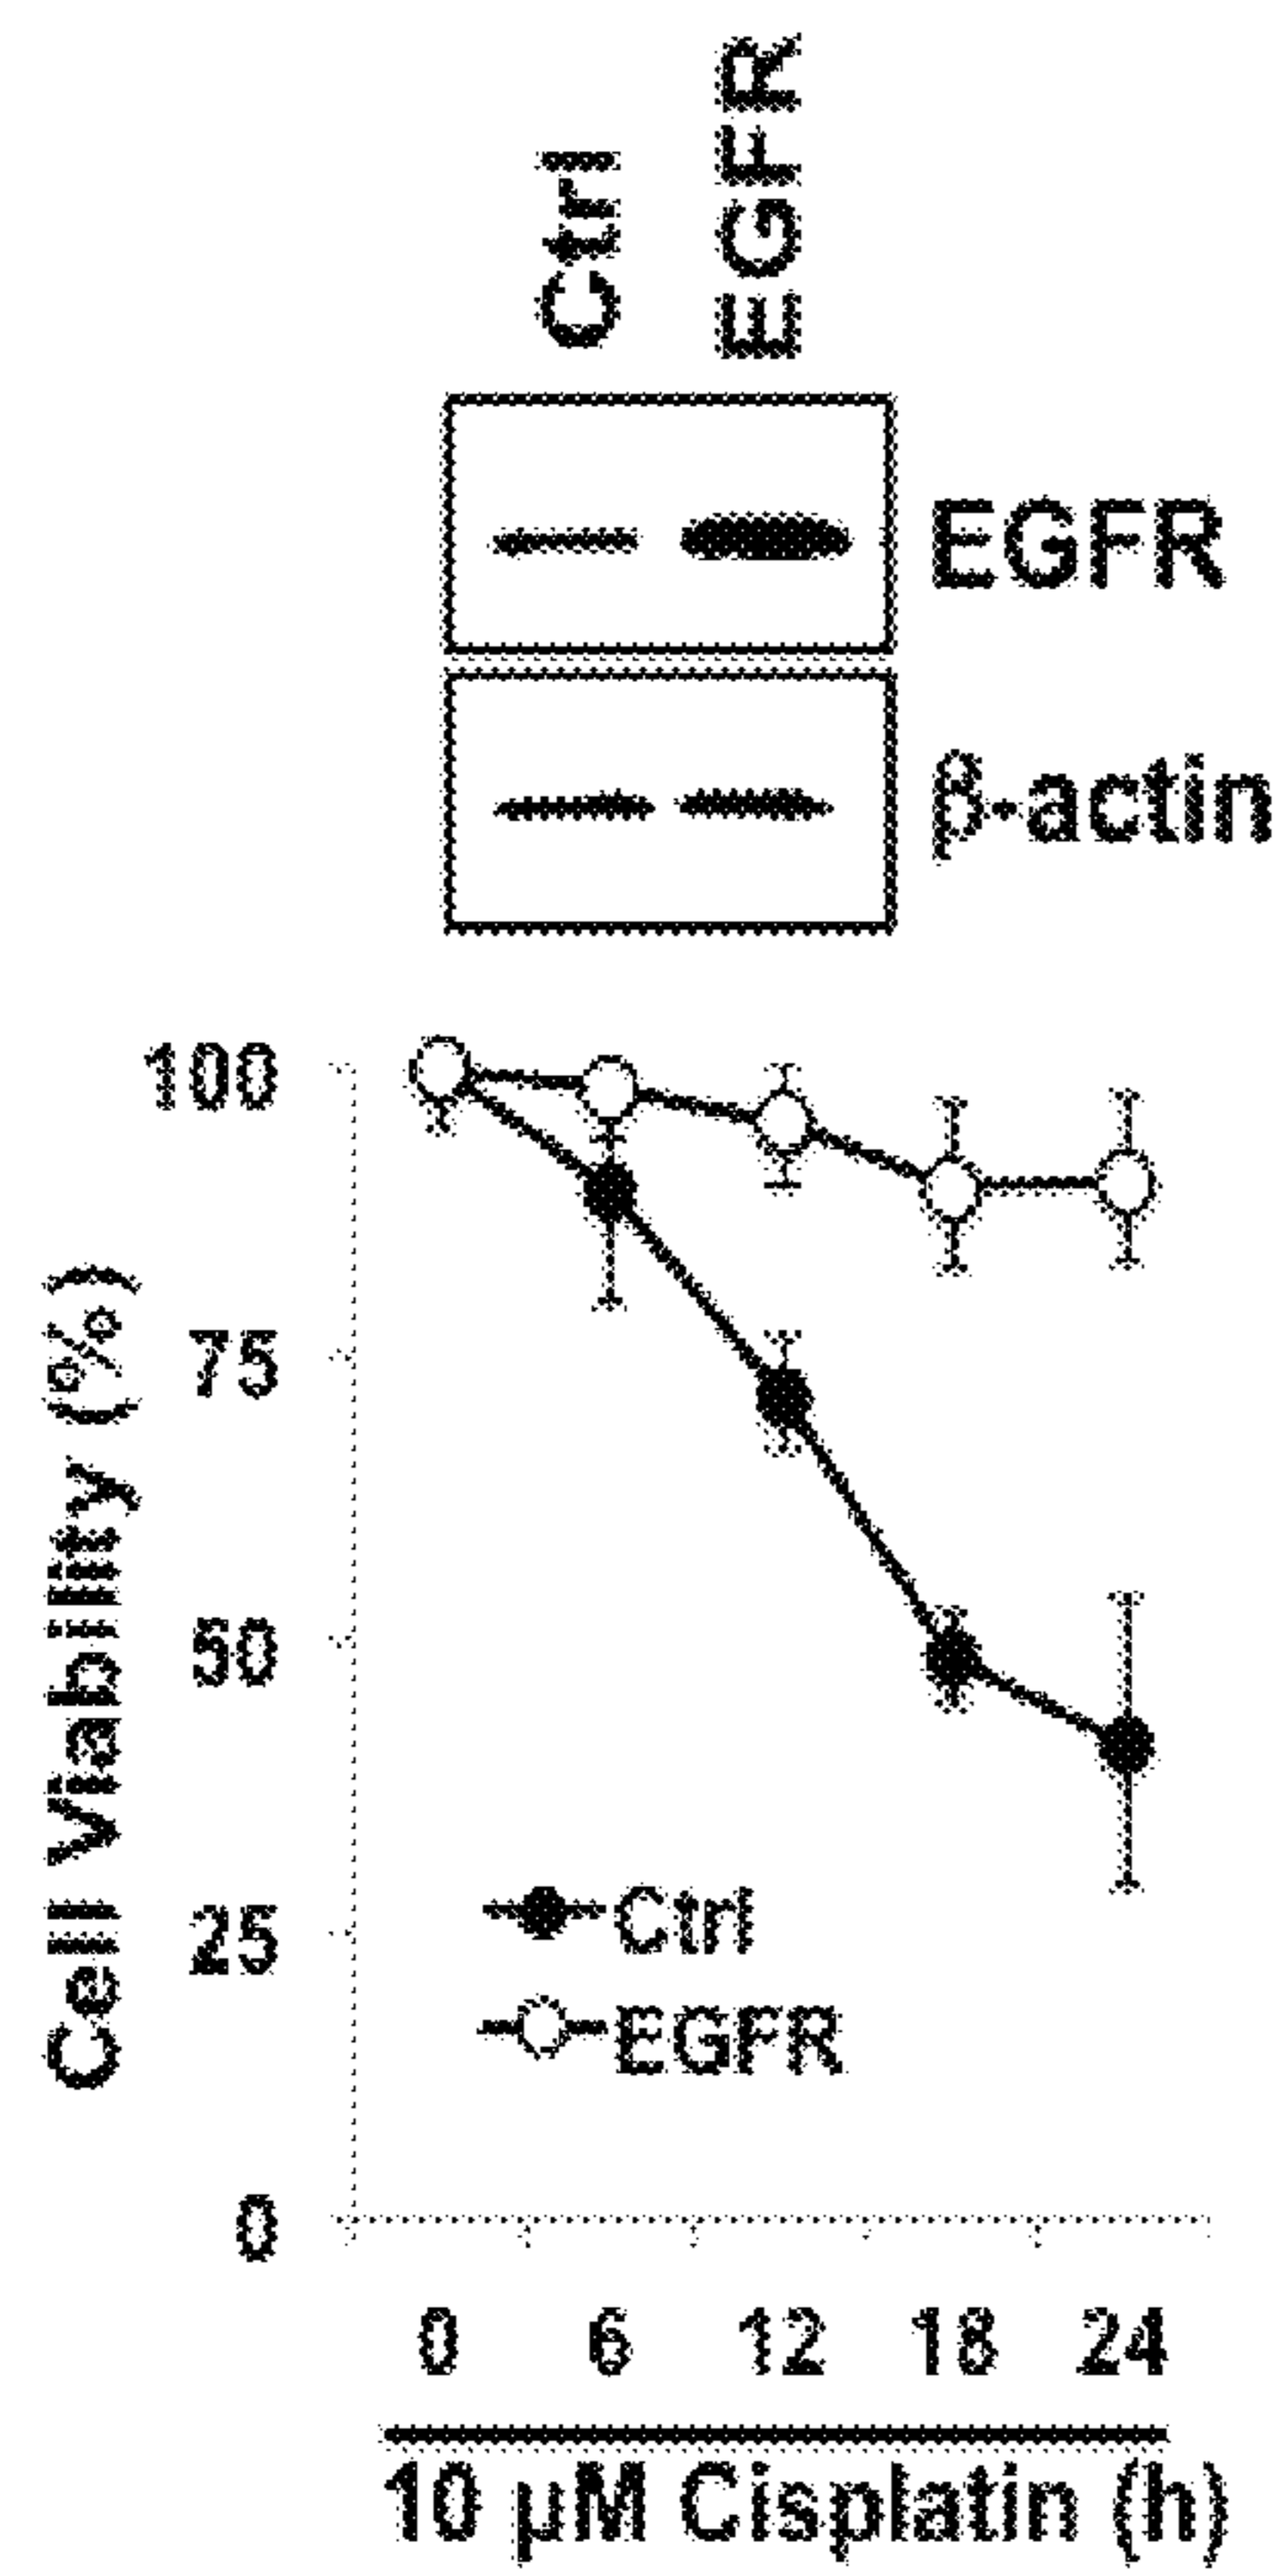 Ctrl
EGFR
EGFR
β-actin
Cell Viability (%)
100
75
50
25
0
Ctrl
EGFR
0 6 12 18 24
10 µM Cisplatin (h)